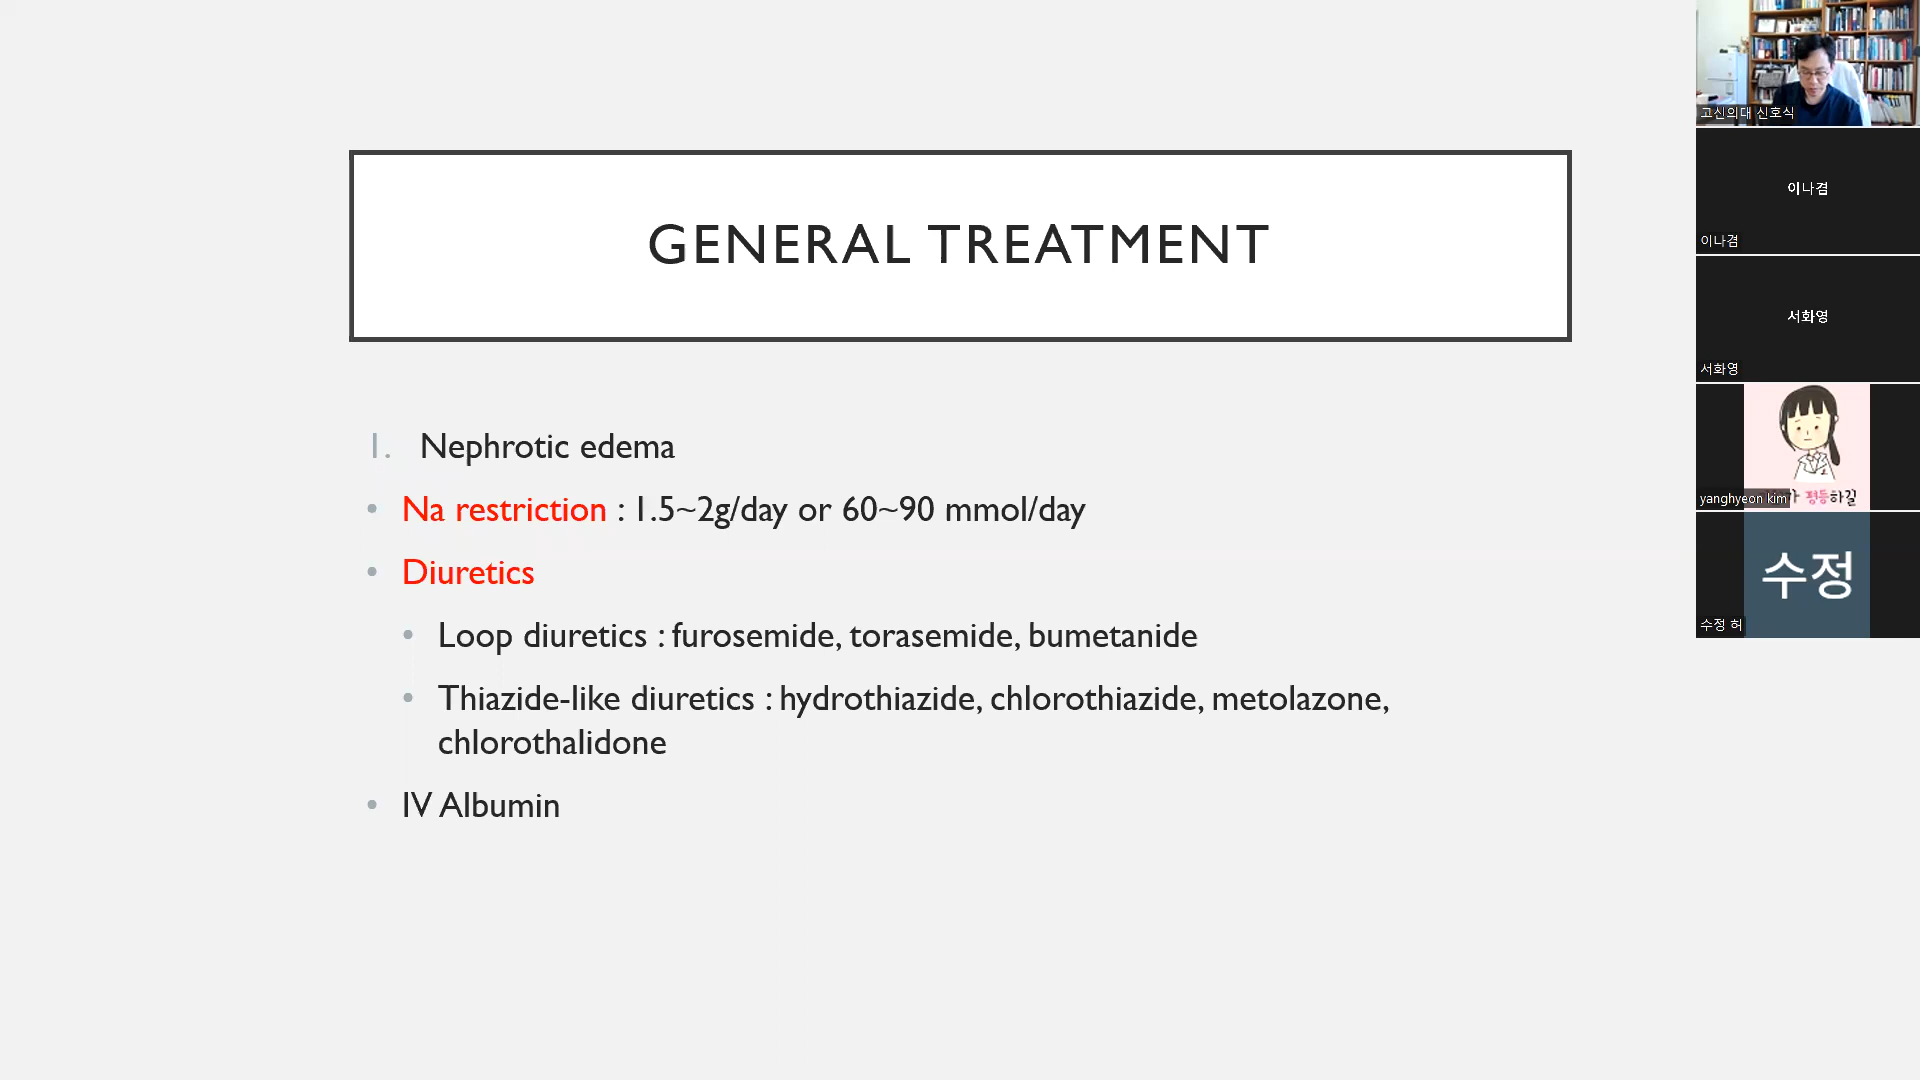 GENERAL TREATMENT
1. Nephrotic edema
• Na restriction : 1.5~2g/day or 60~90 mmol/day
• Diuretics
• Loop diuretics : furosemide, torasemide, bumetanide
• Thiazide-like diuretics : hydrothiazide, chlorothiazide, metolazone,
chlorothalidone
• IV Albumin
고신의대 신호식
이나겸
이나겸
서화영
서화영
평등하길
yanghyeon kim
수정
수정 허